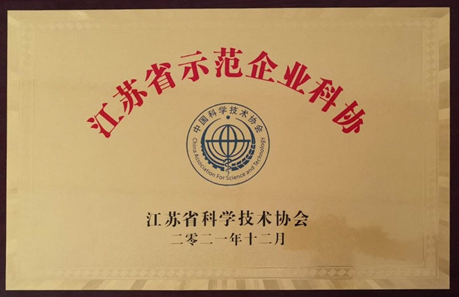 江苏省示范企业科协
中国科学技术协会
China Association For Science and Technology
江苏省科学技术协会
二零二一年十二月